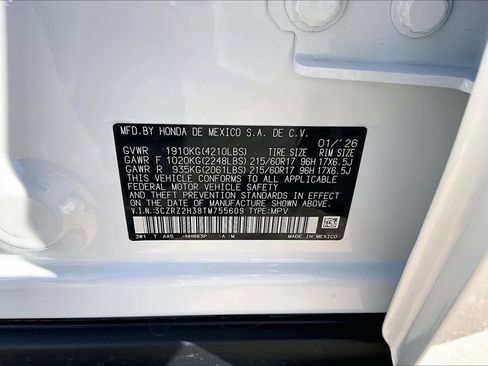 MFD.BY HONDA DE MEXICO S.A. DE C.V. 01/'26
GVWR 1910KG(4210LBS) TIRE SIZE RIM SIZE
GAWR F 1020KG(2248LBS) 215/60R17 96H 17X6.5J
GAWR R 935KG(2061LBS) 215/60R17 96H 17X6.5J
THIS VEHICLE CONFORMS TO ALL APPLICABLE
FEDERAL MOTOR VEHICLE SAFETY
STANDARDS IN EFFECT ON THE
DATE OF MANUFACTURE SHOWN ABOVE.
V.I.N.:3CZRZ2H38TM755609 TYPE:MPV
3W1 T AAS -NH883P -A -M MADE IN MEXICO